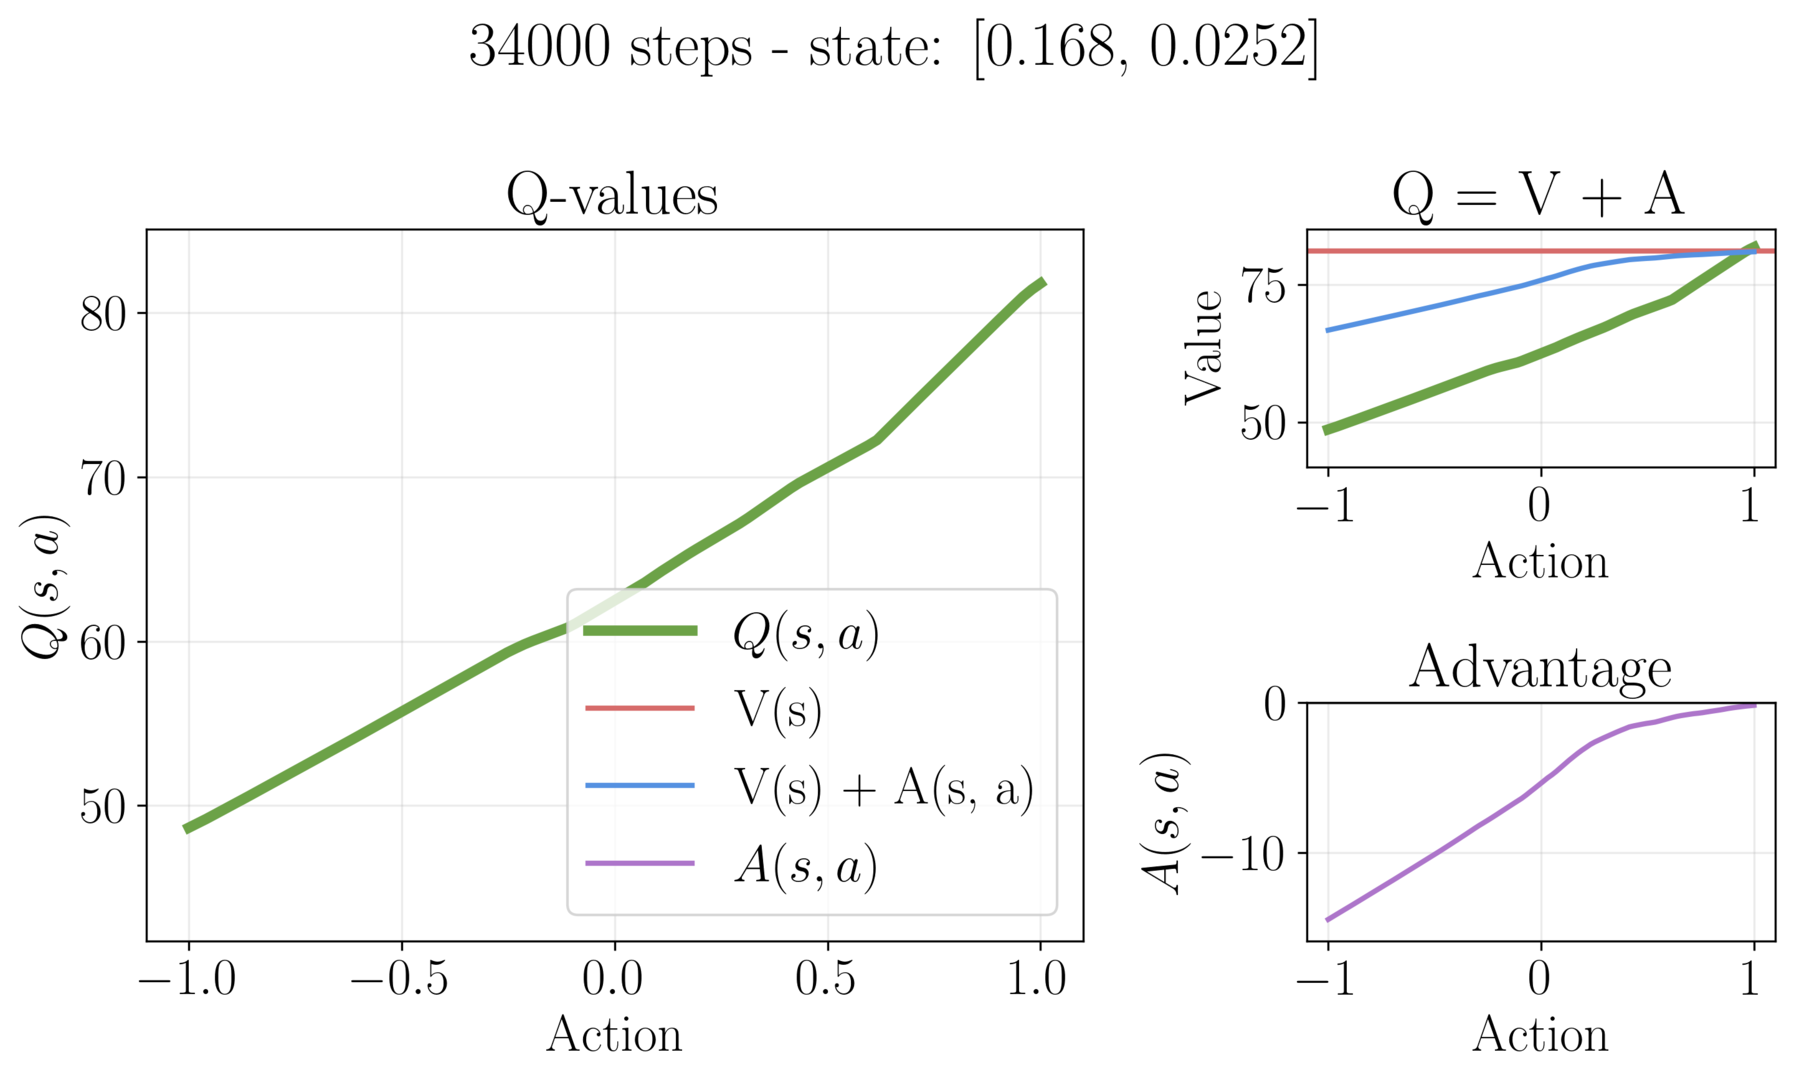 34000 steps - state: [0.168, 0.0252]
Q-values
80
70
60
50
Q(s, a)
−1.0 −0.5 0.0 0.5 1.0
Action
Q(s, a)
V(s)
V(s) + A(s, a)
A(s, a)
Q = V + A
75
50
Value
−1 0 1
Action
Advantage
0
−10
A(s, a)
−1 0 1
Action